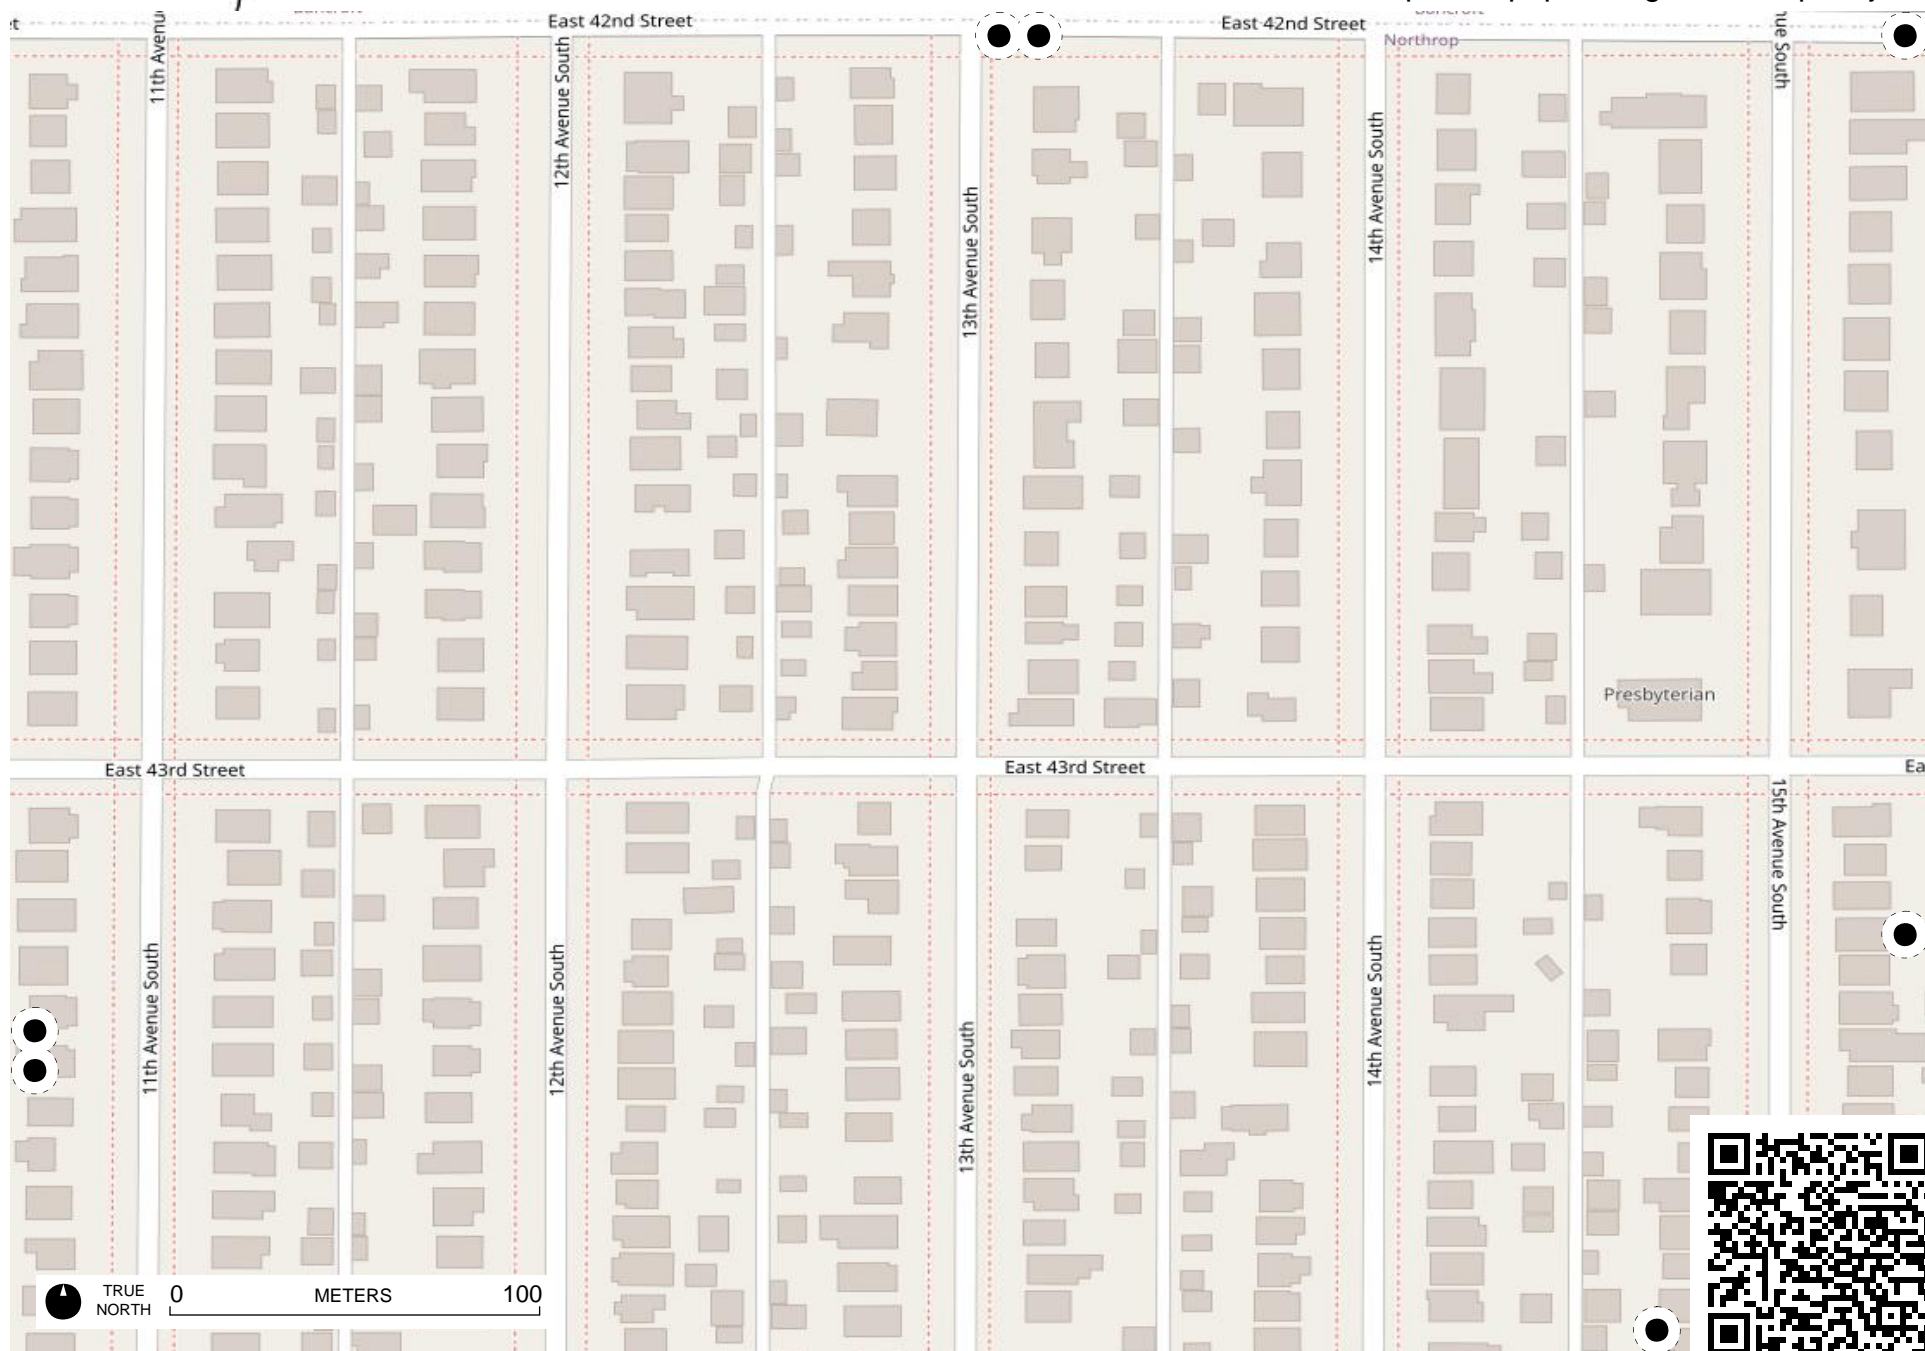 East 42nd Street
East 42nd Street
Northrop
12th Avenue South
13th Avenue South
14th Avenue South
Presbyterian
East 43rd Street
East 43rd Street
15th Avenue South
11th Avenue South
12th Avenue South
13th Avenue South
14th Avenue South
TRUE
NORTH
0 METERS 100